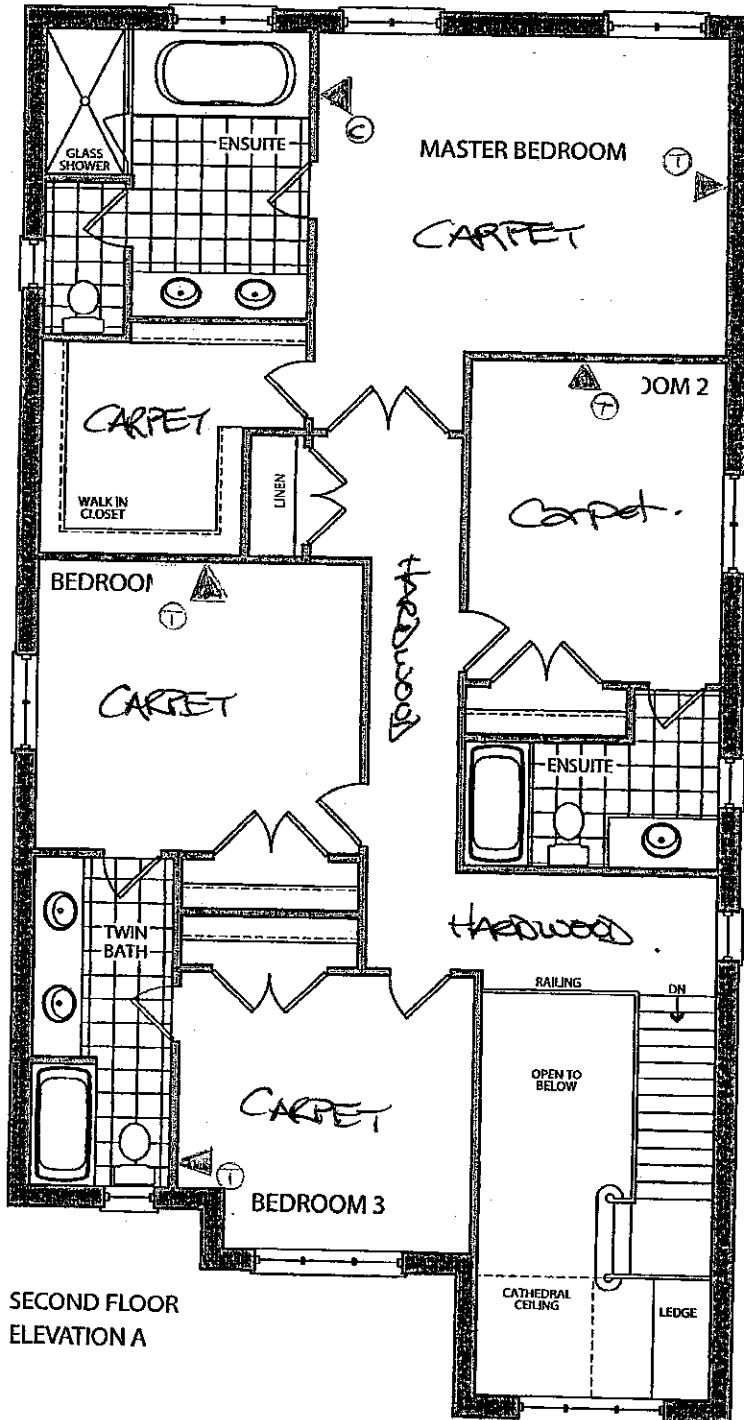 GLASS
SHOWER
ENSUITE
C
MASTER BEDROOM
T
CARPET
CARPET
WALK IN
CLOSET
LINEN
T
OOM 2
Carpet.
BEDROOM
T
CARPET
HARDWOOD
ENSUITE
TWIN
BATH
HARDWOOD
RAILING
DN
OPEN TO
BELOW
CARPET
T
BEDROOM 3
CATHEDRAL
CEILING
LEDGE
SECOND FLOOR
ELEVATION A